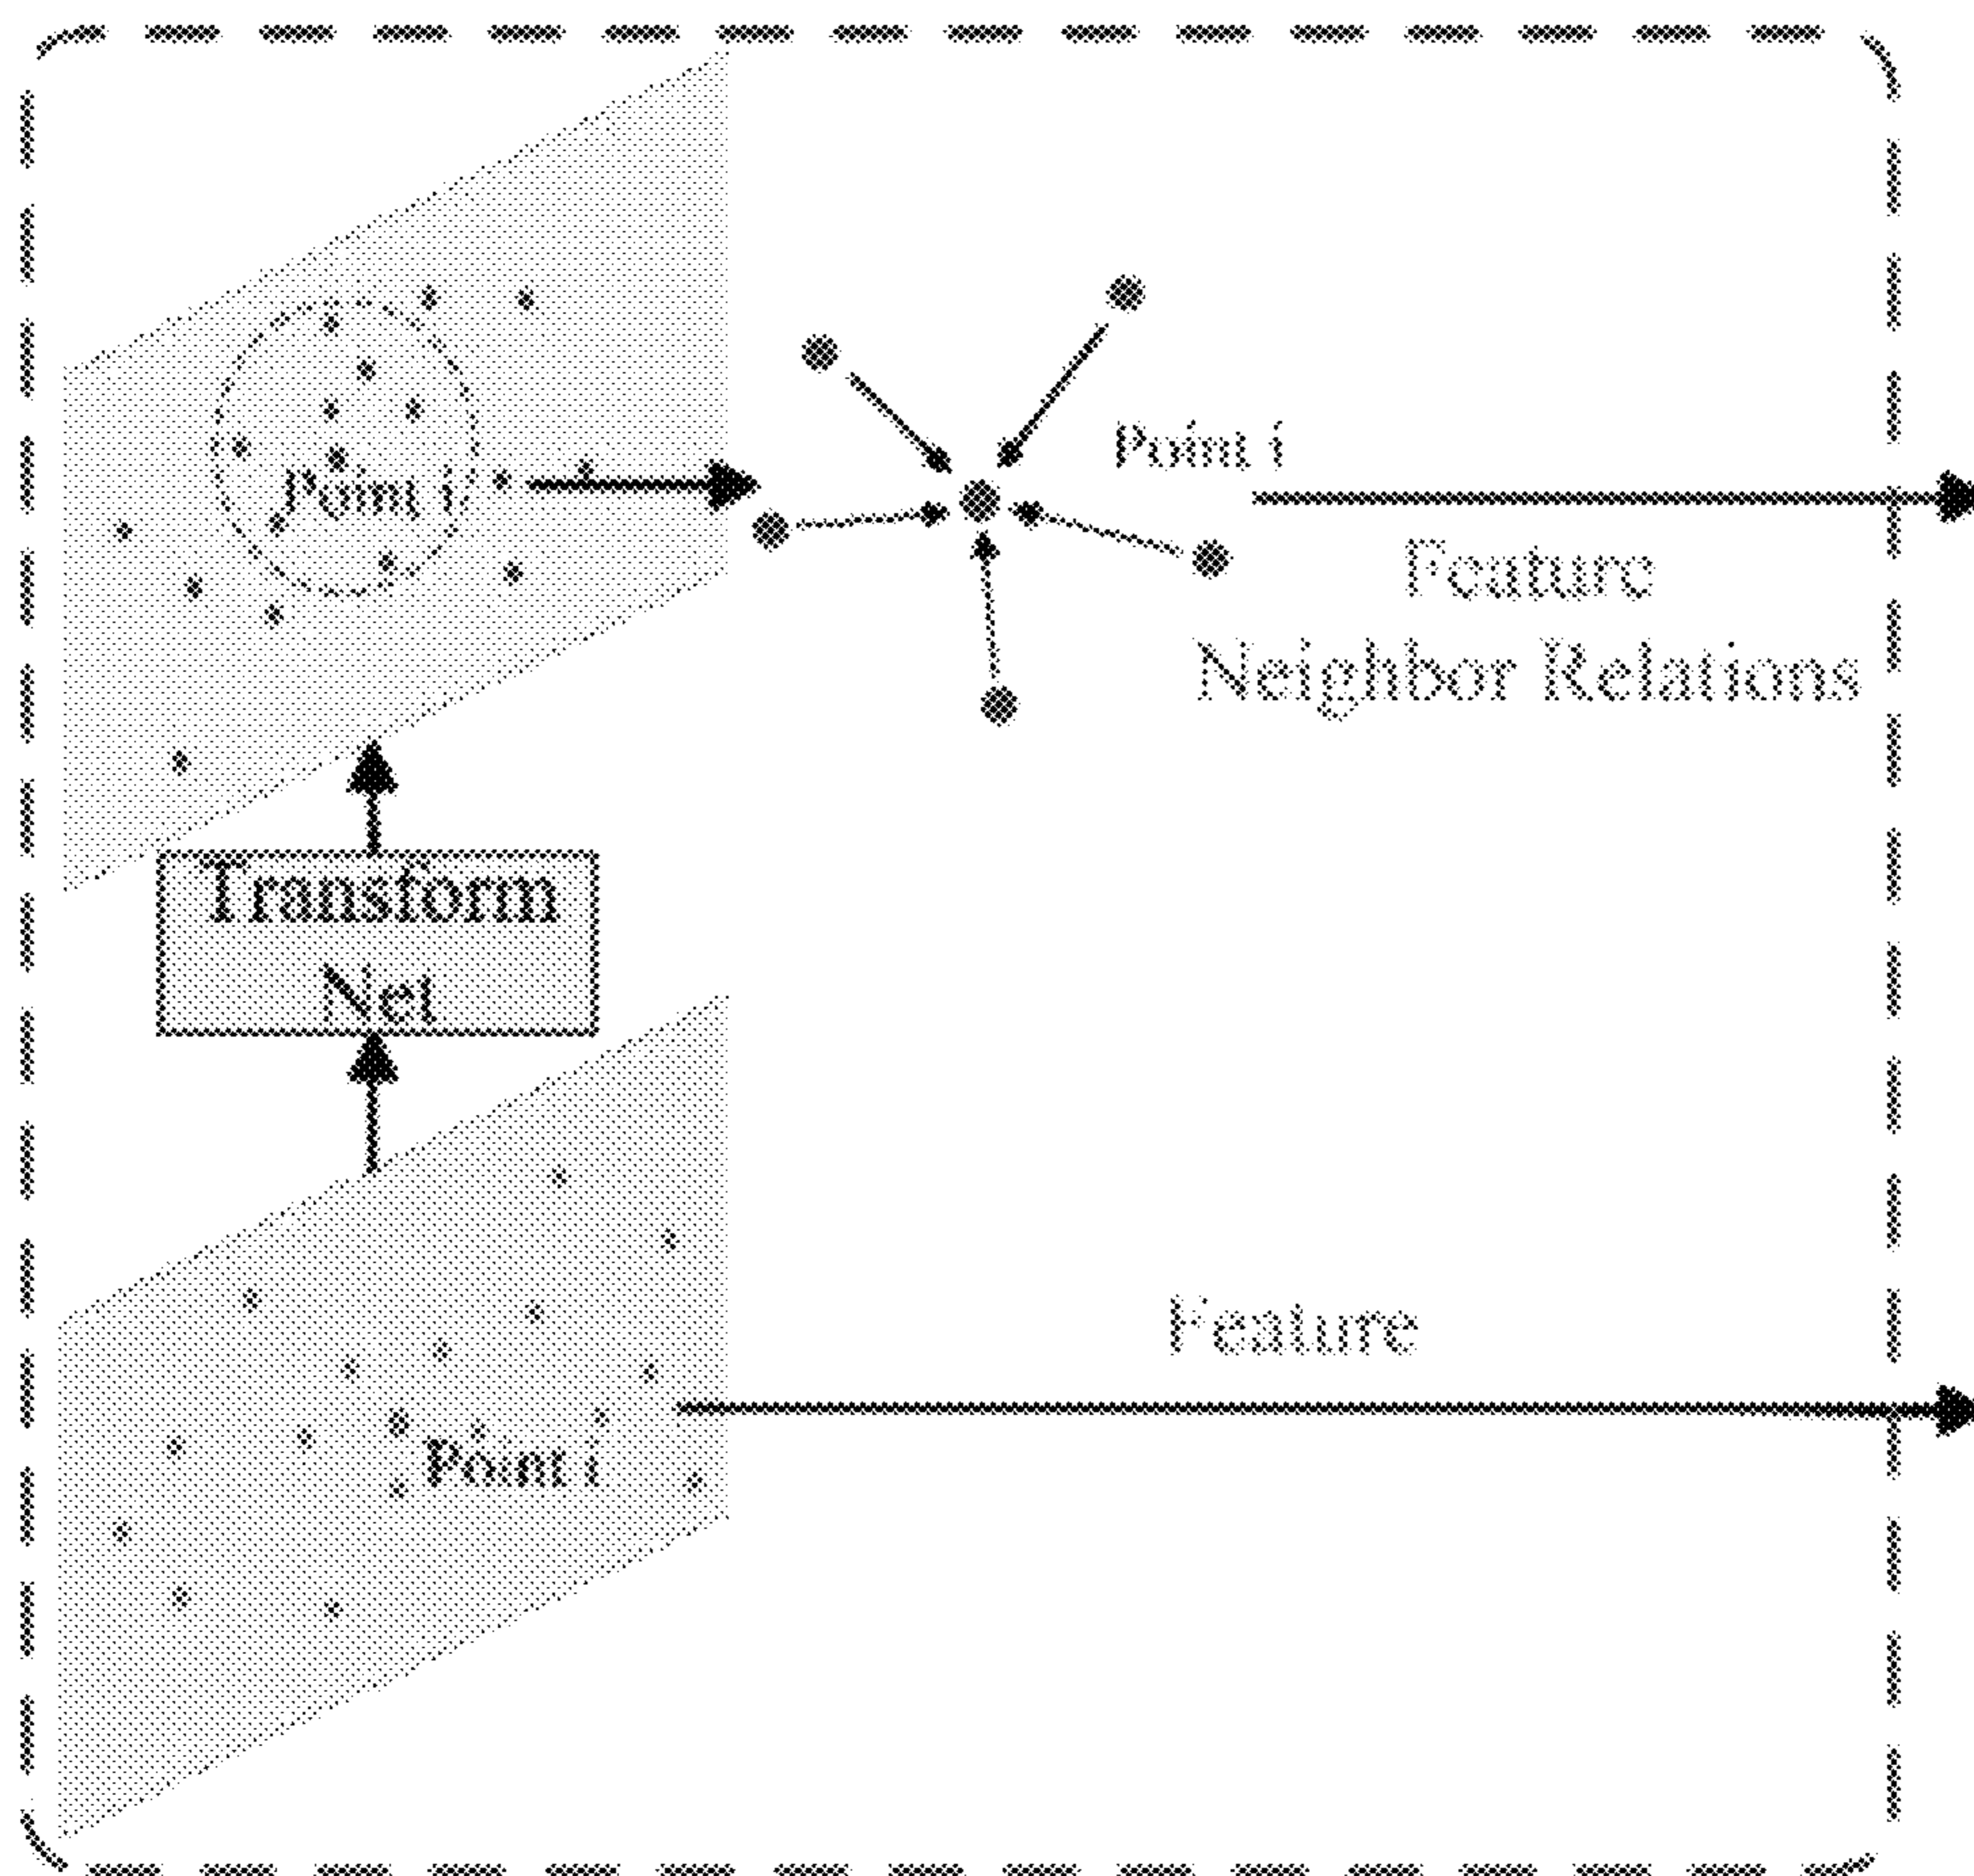 Point i
Point i
Feature
Neighbor Relations
Transform
Net
Feature
Point i